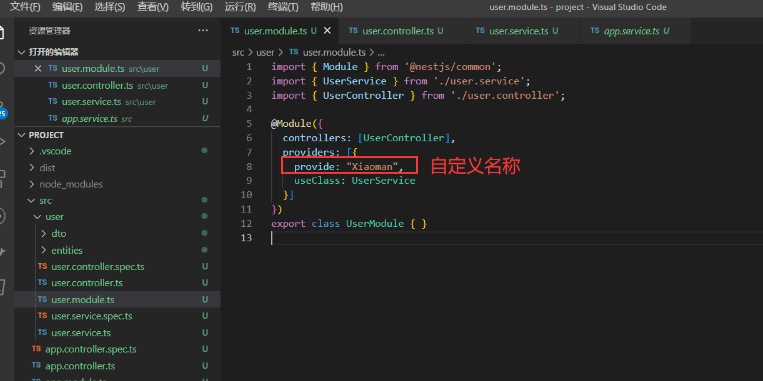 文件(F) 编辑(E) 选择(S) 查看(V) 转到(G) 运行(R) 终端(T) 帮助(H) user.module.ts - project - Visual Studio Code
资源管理器 ···
打开的编辑器
× TS user.module.ts src\user U
TS user.controller.ts src\user U
TS user.service.ts src\user U
TS app.service.ts src U
PROJECT
.vscode
dist
node_modules
src
user
dto
entities
TS user.controller.spec.ts U
TS user.controller.ts U
TS user.module.ts U
TS user.service.spec.ts U
TS user.service.ts U
TS app.controller.spec.ts U
TS app.controller.ts U
TS user.module.ts U ×
TS user.controller.ts U
TS user.service.ts U
TS app.service.ts U
src > user > TS user.module.ts > ...
1 import { Module } from '@nestjs/common';
2 import { UserService } from './user.service';
3 import { UserController } from './user.controller';
4
5 @Module({
6 controllers: [UserController],
7 providers: [{
8 provide: "Xiaoman",
自定义名称
9 useClass: UserService
10 }]
11 })
12 export class UserModule { }
13